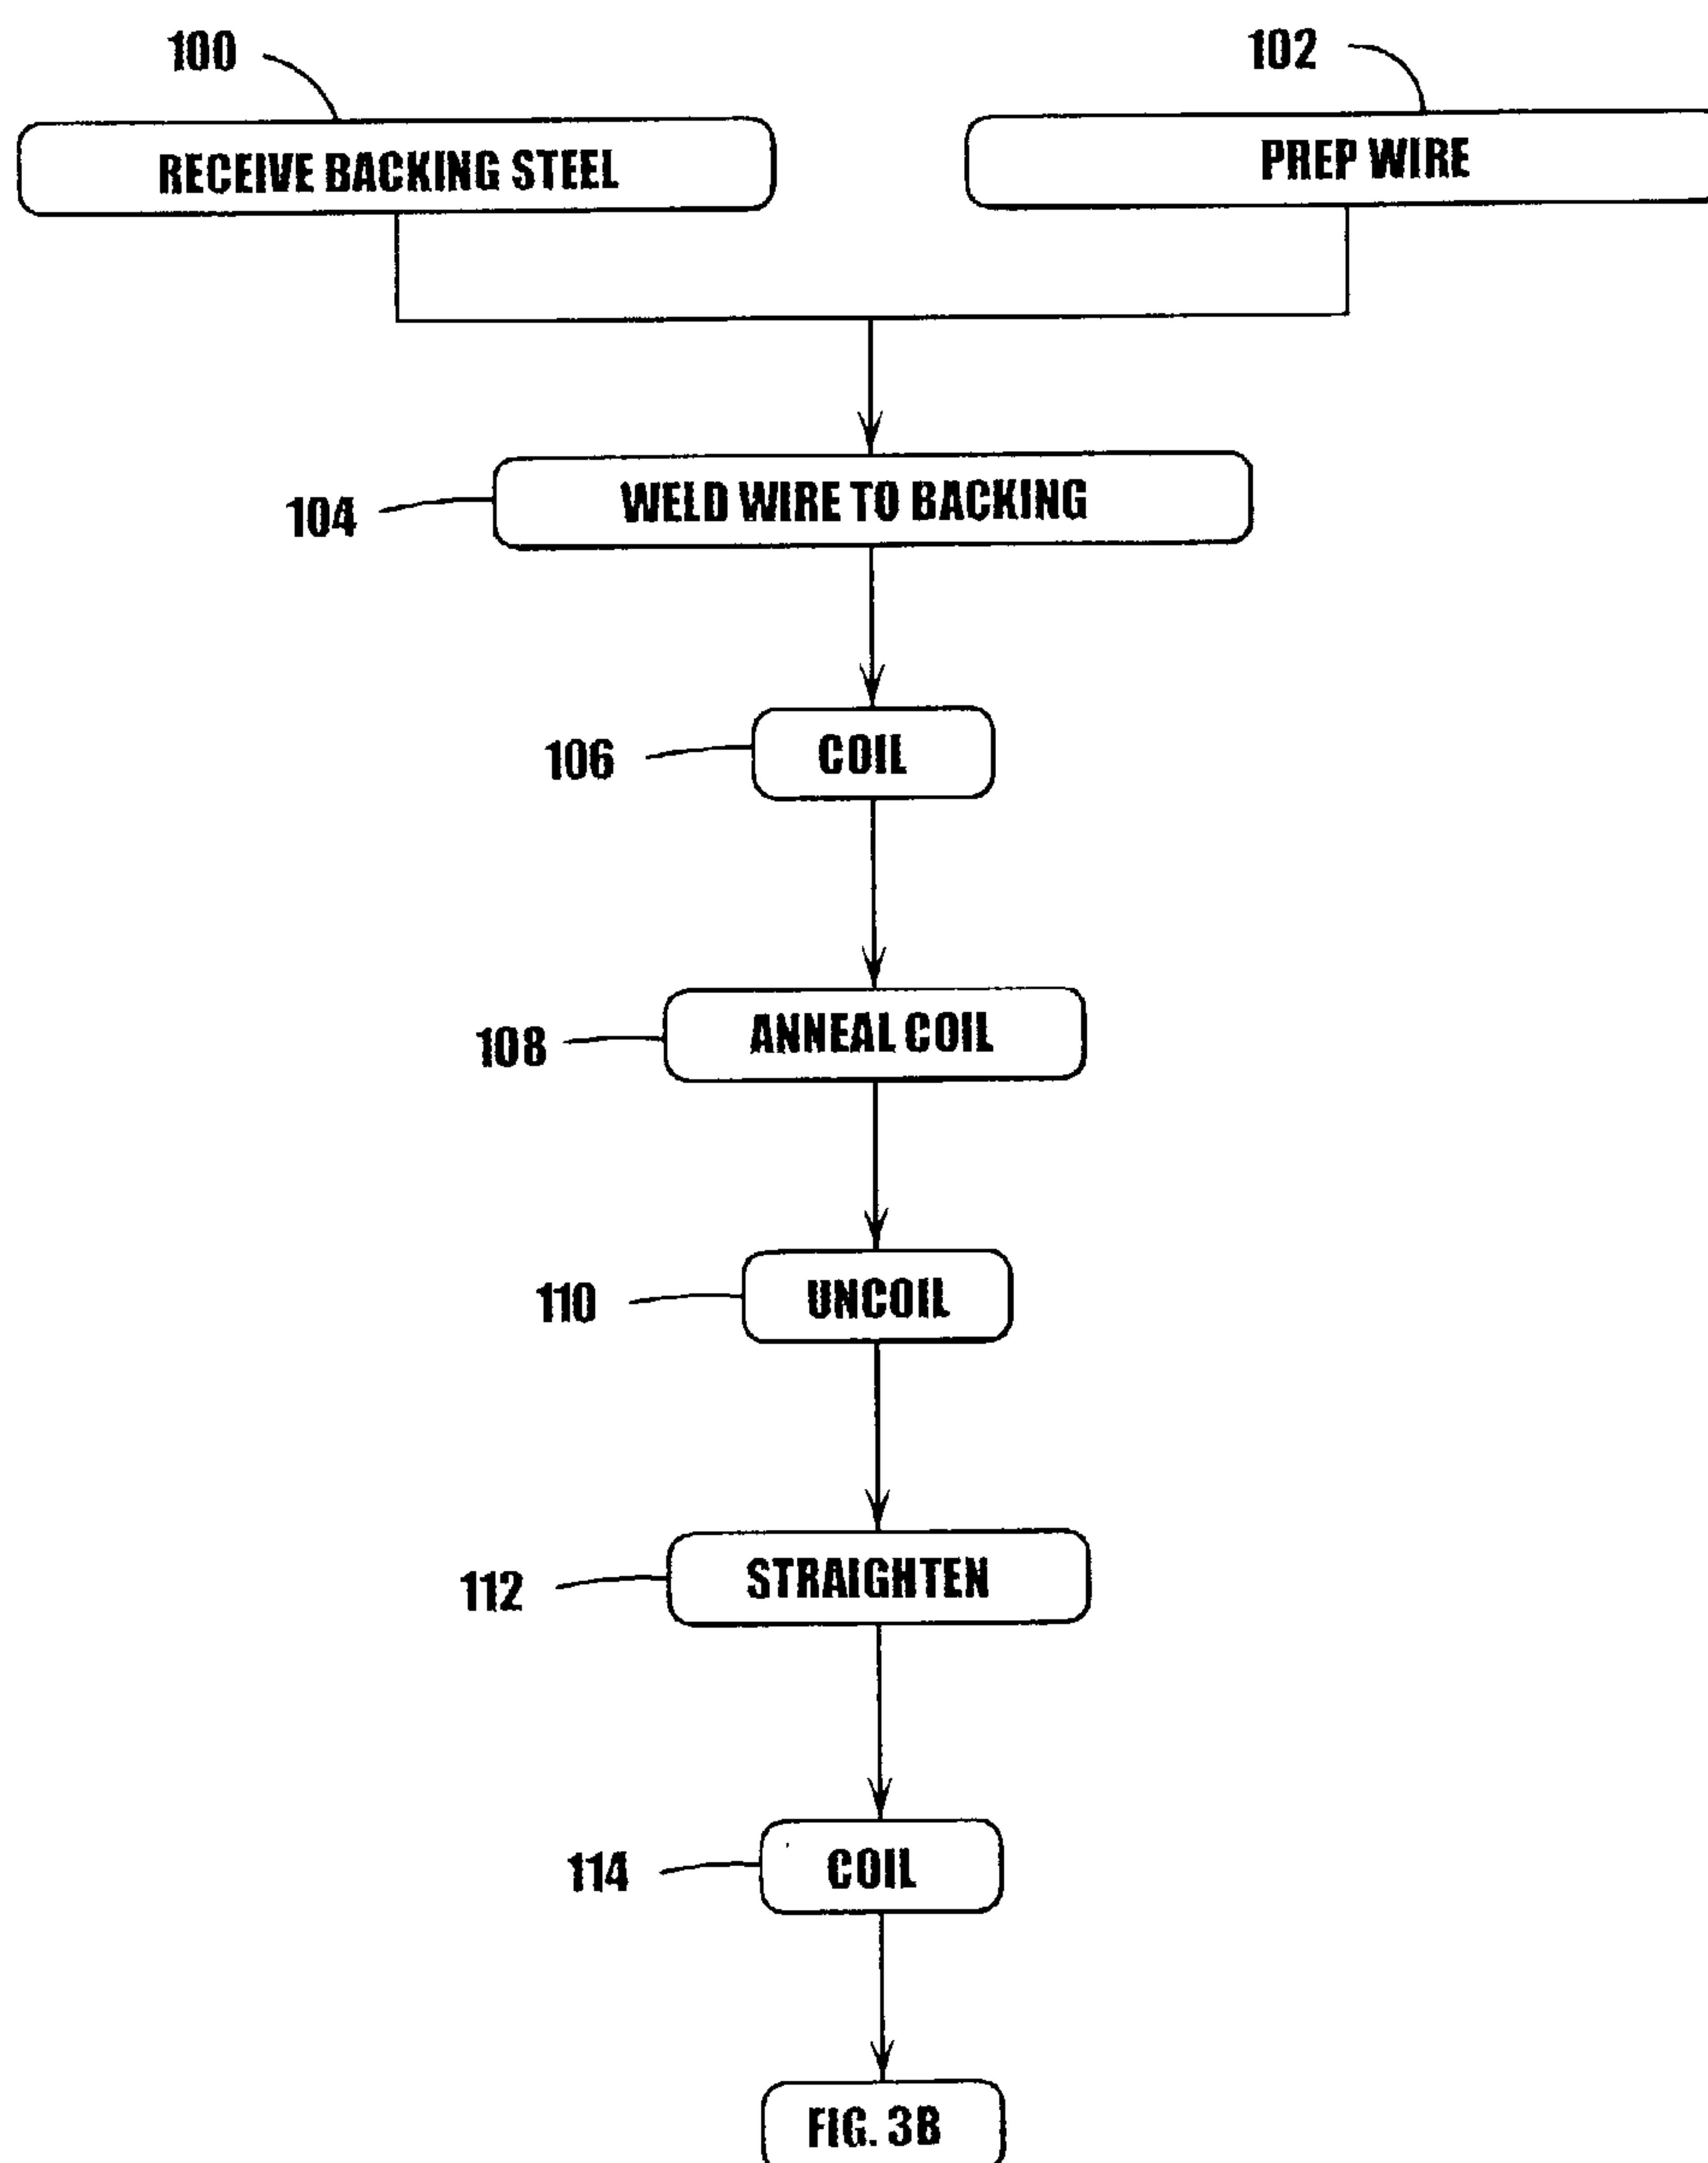 100
102
RECEIVE BACKING STEEL
PREP WIRE
104
WELD WIRE TO BACKING
106
COIL
108
ANNEAL COIL
110
UNCOIL
112
STRAIGHTEN
114
COIL
FIG. 3B